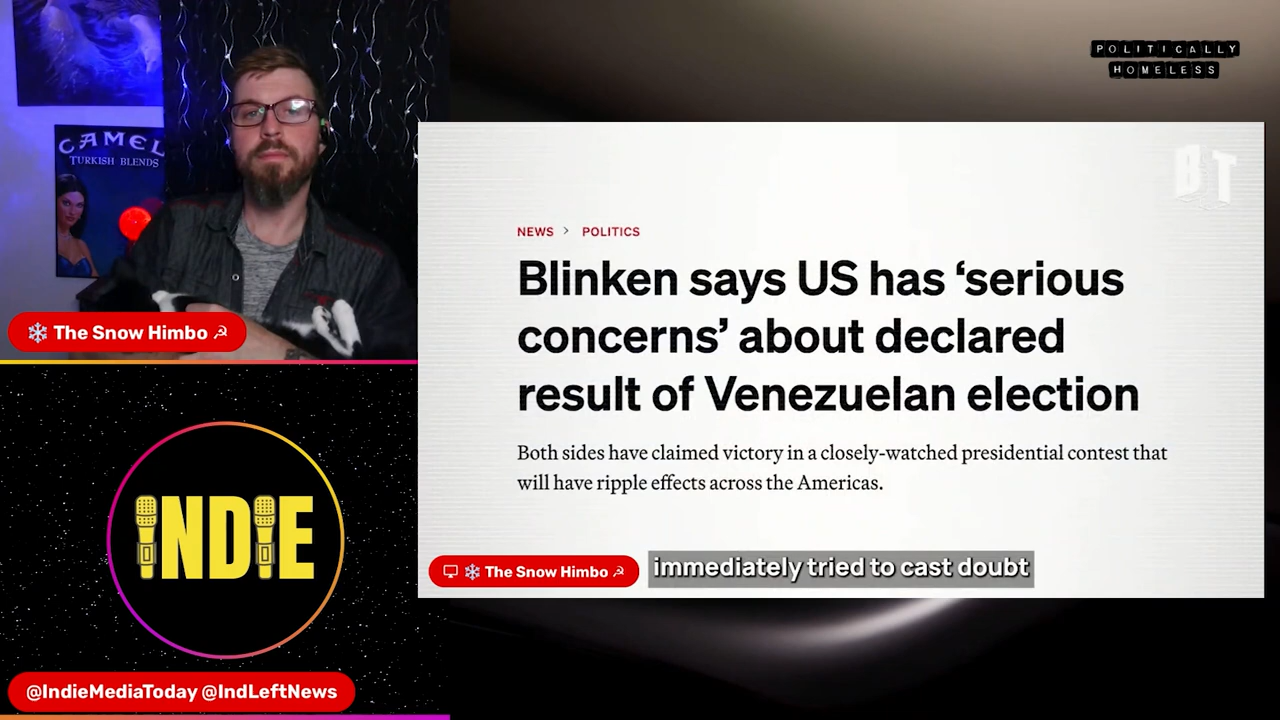 CAMEL
TURKISH BLENDS
❄️ The Snow Himbo ☭
INDIE
@IndieMediaToday @IndLeftNews
POLITICALLY
HOMELESS
BT
NEWS > POLITICS
Blinken says US has ‘serious
concerns’ about declared
result of Venezuelan election
Both sides have claimed victory in a closely-watched presidential contest that
will have ripple effects across the Americas.
❄️ The Snow Himbo ☭
immediately tried to cast doubt